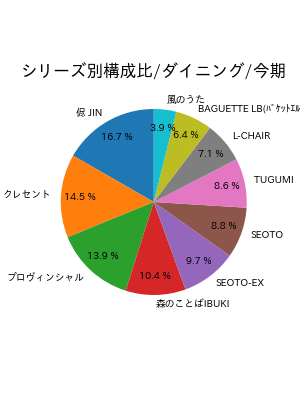 シリーズ別構成比/ダイニング/今期
風のうた
3.9 %
BAGUETTE LB(ﾊﾞｹｯﾄｴﾙ
6.4 %
L-CHAIR
7.1 %
TUGUMI
8.6 %
SEOTO
8.8 %
SEOTO-EX
9.7 %
森のことばIBUKI
10.4 %
プロヴィンシャル
13.9 %
クレセント
14.5 %
侭 JIN
16.7 %